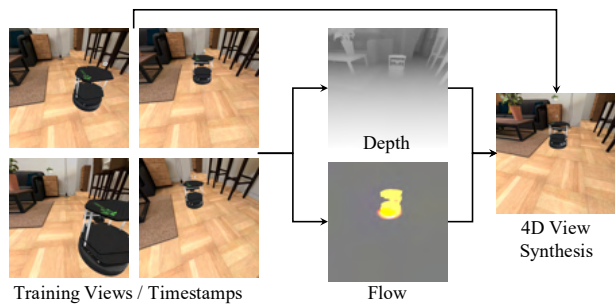 Depth
4D View
Synthesis
Training Views / Timestamps
Flow